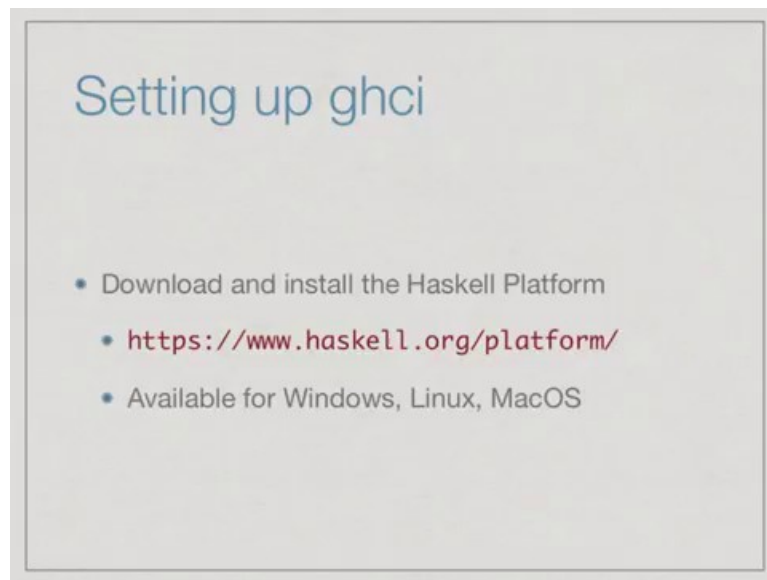 Setting up ghci
• Download and install the Haskell Platform
• https://www.haskell.org/platform/
• Available for Windows, Linux, MacOS